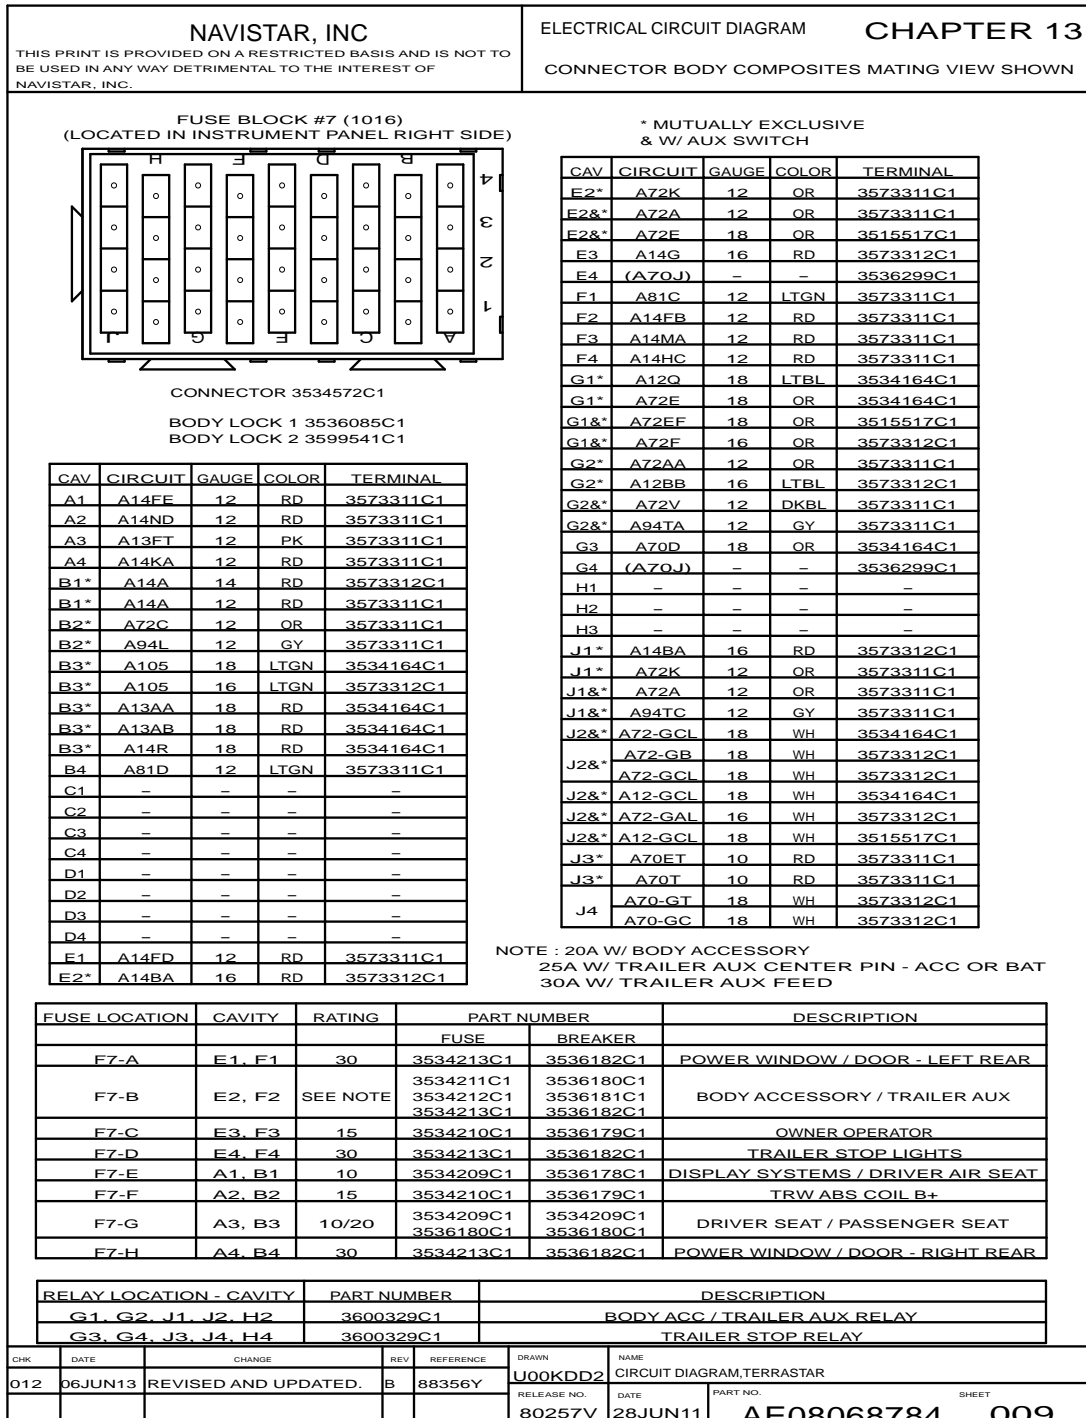 NAVISTAR, INC
THIS PRINT IS PROVIDED ON A RESTRICTED BASIS AND IS NOT TO
BE USED IN ANY WAY DETRIMENTAL TO THE INTEREST OF
NAVISTAR, INC.
ELECTRICAL CIRCUIT DIAGRAM CHAPTER 13
CONNECTOR BODY COMPOSITES MATING VIEW SHOWN
FUSE BLOCK #7 (1016)
(LOCATED IN INSTRUMENT PANEL RIGHT SIDE)
H F D B
4
3
2
1
J G E C A
CONNECTOR 3534572C1
BODY LOCK 1 3536085C1
BODY LOCK 2 3599541C1
CAV CIRCUIT GAUGE COLOR TERMINAL
A1 A14FE 12 RD 3573311C1
A2 A14ND 12 RD 3573311C1
A3 A13FT 12 PK 3573311C1
A4 A14KA 12 RD 3573311C1
B1* A14A 14 RD 3573312C1
B1* A14A 12 RD 3573311C1
B2* A72C 12 OR 3573311C1
B2* A94L 12 GY 3573311C1
B3* A105 18 LTGN 3534164C1
B3* A105 16 LTGN 3573312C1
B3* A13AA 18 RD 3534164C1
B3* A13AB 18 RD 3534164C1
B3* A14R 18 RD 3534164C1
B4 A81D 12 LTGN 3573311C1
C1 – – – –
C2 – – – –
C3 – – – –
C4 – – – –
D1 – – – –
D2 – – – –
D3 – – – –
D4 – – – –
E1 A14FD 12 RD 3573311C1
E2* A14BA 16 RD 3573312C1
* MUTUALLY EXCLUSIVE
& W/ AUX SWITCH
CAV CIRCUIT GAUGE COLOR TERMINAL
E2* A72K 12 OR 3573311C1
E2&* A72A 12 OR 3573311C1
E2&* A72E 18 OR 3515517C1
E3 A14G 16 RD 3573312C1
E4 (A70J) – – 3536299C1
F1 A81C 12 LTGN 3573311C1
F2 A14FB 12 RD 3573311C1
F3 A14MA 12 RD 3573311C1
F4 A14HC 12 RD 3573311C1
G1* A12Q 18 LTBL 3534164C1
G1* A72E 18 OR 3534164C1
G1&* A72EF 18 OR 3515517C1
G1&* A72F 16 OR 3573312C1
G2* A72AA 12 OR 3573311C1
G2* A12BB 16 LTBL 3573312C1
G2&* A72V 12 DKBL 3573311C1
G2&* A94TA 12 GY 3573311C1
G3 A70D 18 OR 3534164C1
G4 (A70J) – – 3536299C1
H1 – – – –
H2 – – – –
H3 – – – –
J1* A14BA 16 RD 3573312C1
J1* A72K 12 OR 3573311C1
J1&* A72A 12 OR 3573311C1
J1&* A94TC 12 GY 3573311C1
J2&* A72-GCL 18 WH 3534164C1
J2&* A72-GB 18 WH 3573312C1
A72-GCL 18 WH 3573312C1
J2&* A12-GCL 18 WH 3534164C1
J2&* A72-GAL 16 WH 3573312C1
J2&* A12-GCL 18 WH 3515517C1
J3* A70ET 10 RD 3573311C1
J3* A70T 10 RD 3573311C1
J4 A70-GT 18 WH 3573312C1
A70-GC 18 WH 3573312C1
NOTE : 20A W/ BODY ACCESSORY
25A W/ TRAILER AUX CENTER PIN - ACC OR BAT
30A W/ TRAILER AUX FEED
FUSE LOCATION CAVITY RATING PART NUMBER DESCRIPTION
FUSE BREAKER
F7-A E1, F1 30 3534213C1 3536182C1 POWER WINDOW / DOOR - LEFT REAR
F7-B E2, F2 SEE NOTE 3534211C1 3536180C1 BODY ACCESSORY / TRAILER AUX
3534212C1 3536181C1
3534213C1 3536182C1
F7-C E3, F3 15 3534210C1 3536179C1 OWNER OPERATOR
F7-D E4, F4 30 3534213C1 3536182C1 TRAILER STOP LIGHTS
F7-E A1, B1 10 3534209C1 3536178C1 DISPLAY SYSTEMS / DRIVER AIR SEAT
F7-F A2, B2 15 3534210C1 3536179C1 TRW ABS COIL B+
F7-G A3, B3 10/20 3534209C1 3534209C1 DRIVER SEAT / PASSENGER SEAT
3536180C1 3536180C1
F7-H A4, B4 30 3534213C1 3536182C1 POWER WINDOW / DOOR - RIGHT REAR
RELAY LOCATION - CAVITY PART NUMBER DESCRIPTION
G1, G2, J1, J2, H2 3600329C1 BODY ACC / TRAILER AUX RELAY
G3, G4, J3, J4, H4 3600329C1 TRAILER STOP RELAY
CHK DATE CHANGE REV REFERENCE DRAWN NAME
012 06JUN13 REVISED AND UPDATED. B 88356Y U00KDD2 CIRCUIT DIAGRAM,TERRASTAR
RELEASE NO. DATE PART NO. SHEET
80257V 28JUN11 AE08068784 009